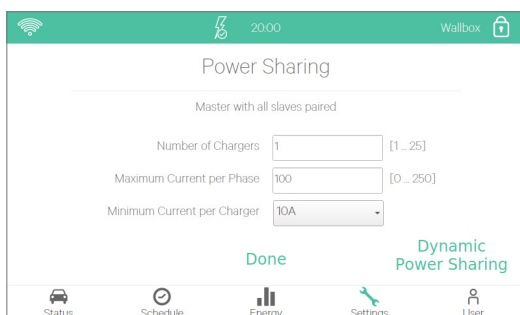 20:00 Wallbox
Power Sharing
Master with all slaves paired
Number of Chargers 1 [1 ... 25]
Maximum Current per Phase 100 [0 ... 250]
Minimum Current per Charger 10A
Done
Dynamic
Power Sharing
Status Schedule Energy Settings User